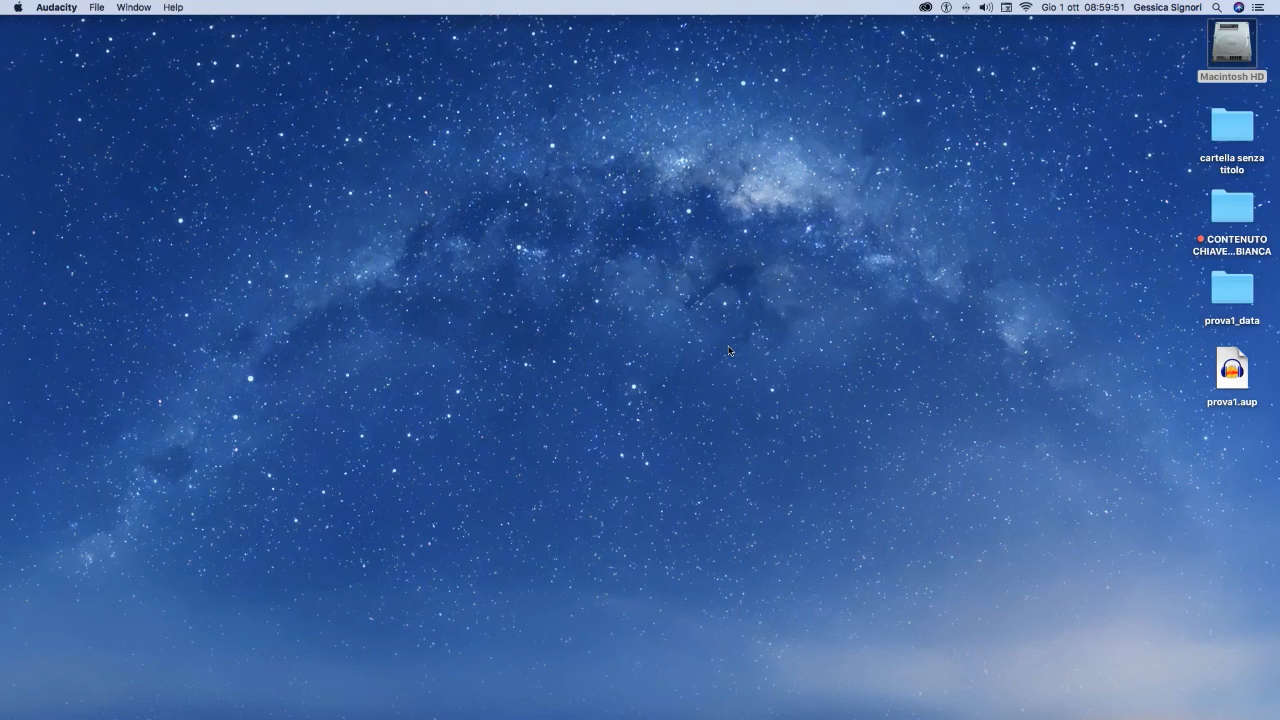 Audacity File Window Help Gio 1 ott 08:59:51 Gessica Signori
Macintosh HD
cartella senza
titolo
CONTENUTO
CHIAVE...BIANCA
prova1_data
prova1.aup